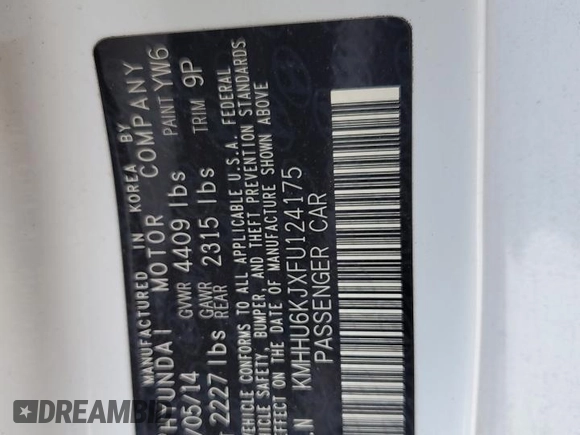 MANUFACTURED IN KOREA BY
HYUNDAI MOTOR COMPANY
/05/14 GVWR 4409 lbs PAINT YW6
2227 lbs GAWR REAR 2315 lbs TRIM 9P
VEHICLE CONFORMS TO ALL APPLICABLE U.S.A. FEDERAL
VEHICLE SAFETY, BUMPER, AND THEFT PREVENTION STANDARDS
EFFECT ON THE DATE OF MANUFACTURE SHOWN ABOVE
.N KMHHU6KJXFU124175
PASSENGER CAR
DREAMBID